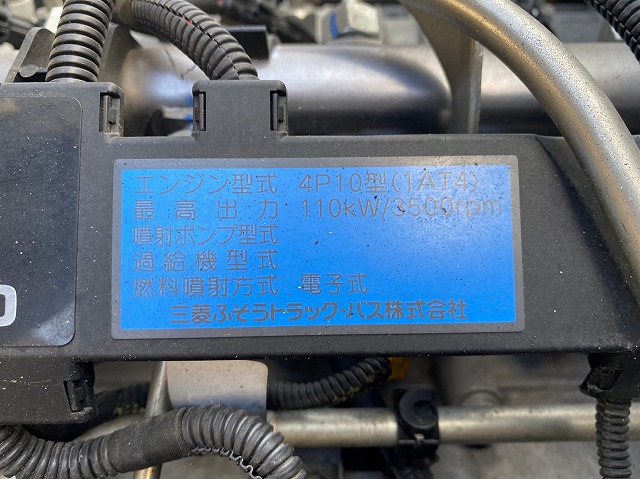 エンジン型式 4P10型(1AT4)
最高出力 110kW/3500rpm
噴射ポンプ型式
過給機型式
燃料噴射方式 電子式
三菱ふそうトラック・バス株式会社